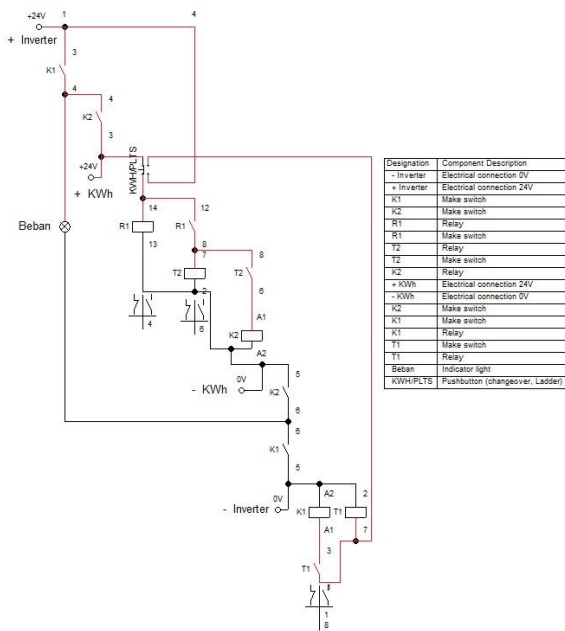 1
4
+24V
+ Inverter
3
K1
4
4
K2
3
+24V
KWH/PLTS
+ KWh
Beban
14
12
R1
R1
13
8
7
8
T2
T2
2
6
4
6
A1
K2
A2
0V
5
- KWh
K2
6
6
K1
5
0V
A2
2
- Inverter
K1
T1
A1
7
3
T1
1
8
Designation Component Description
- Inverter Electrical connection 0V
+ Inverter Electrical connection 24V
K1 Make switch
K2 Make switch
R1 Relay
R1 Make switch
T2 Relay
T2 Make switch
K2 Relay
+ KWh Electrical connection 24V
- KWh Electrical connection 0V
K2 Make switch
K1 Make switch
K1 Relay
T1 Make switch
T1 Relay
Beban Indicator light
KWH/PLTS Pushbutton (changeover, Ladder)